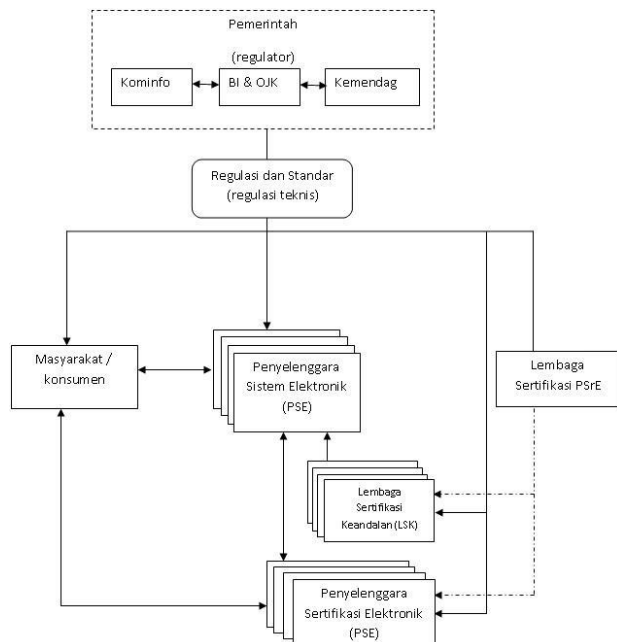 Pemerintah
(regulator)
Kominfo
BI & OJK
Kemendag
Regulasi dan Standar
(regulasi teknis)
Masyarakat /
konsumen
Penyelenggara
Sistem Elektronik
(PSE)
Lembaga
Sertifikasi PSrE
Lembaga
Sertifikasi
Keandalan (LSK)
Penyelenggara
Sertifikasi Elektronik
(PSE)